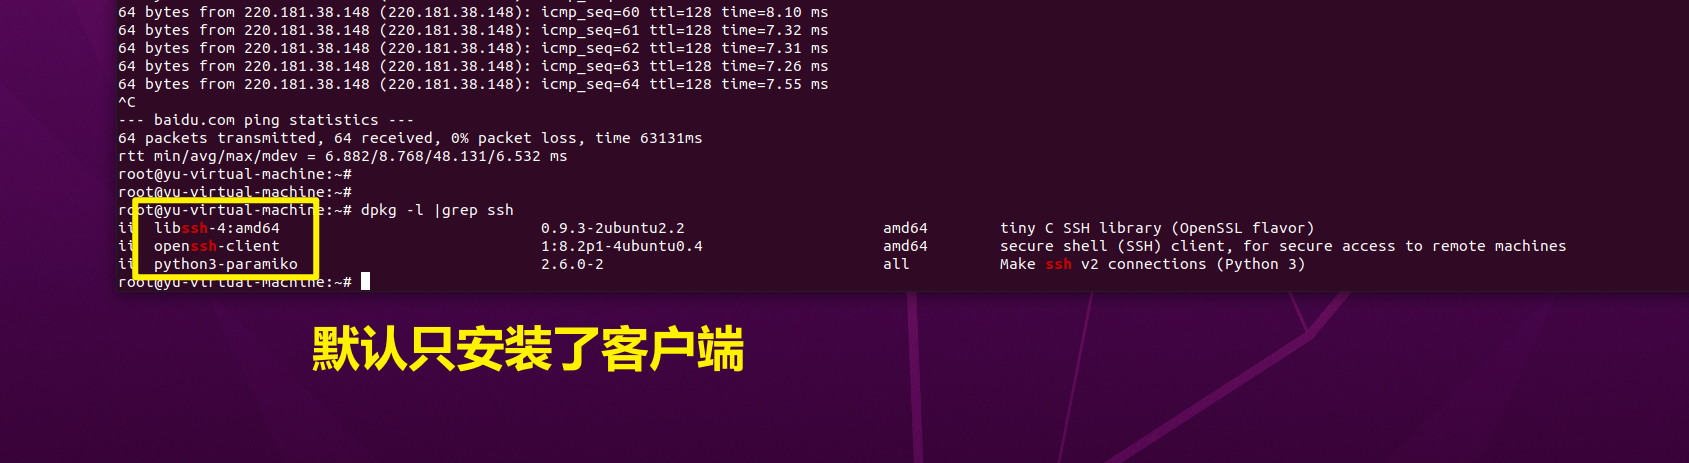 64 bytes from 220.181.38.148 (220.181.38.148): icmp_seq=60 ttl=128 time=8.10 ms
64 bytes from 220.181.38.148 (220.181.38.148): icmp_seq=61 ttl=128 time=7.32 ms
64 bytes from 220.181.38.148 (220.181.38.148): icmp_seq=62 ttl=128 time=7.31 ms
64 bytes from 220.181.38.148 (220.181.38.148): icmp_seq=63 ttl=128 time=7.26 ms
64 bytes from 220.181.38.148 (220.181.38.148): icmp_seq=64 ttl=128 time=7.55 ms
^C
--- baidu.com ping statistics ---
64 packets transmitted, 64 received, 0% packet loss, time 63131ms
rtt min/avg/max/mdev = 6.882/8.768/48.131/6.532 ms
root@yu-virtual-machine:~#
root@yu-virtual-machine:~#
root@yu-virtual-machine:~# dpkg -l |grep ssh
ii libssh-4:amd64 0.9.3-2ubuntu2.2 amd64 tiny C SSH library (OpenSSL flavor)
ii openssh-client 1:8.2p1-4ubuntu0.4 amd64 secure shell (SSH) client, for secure access to remote machines
ii python3-paramiko 2.6.0-2 all Make ssh v2 connections (Python 3)
root@yu-virtual-machine:~#
默认只安装了客户端